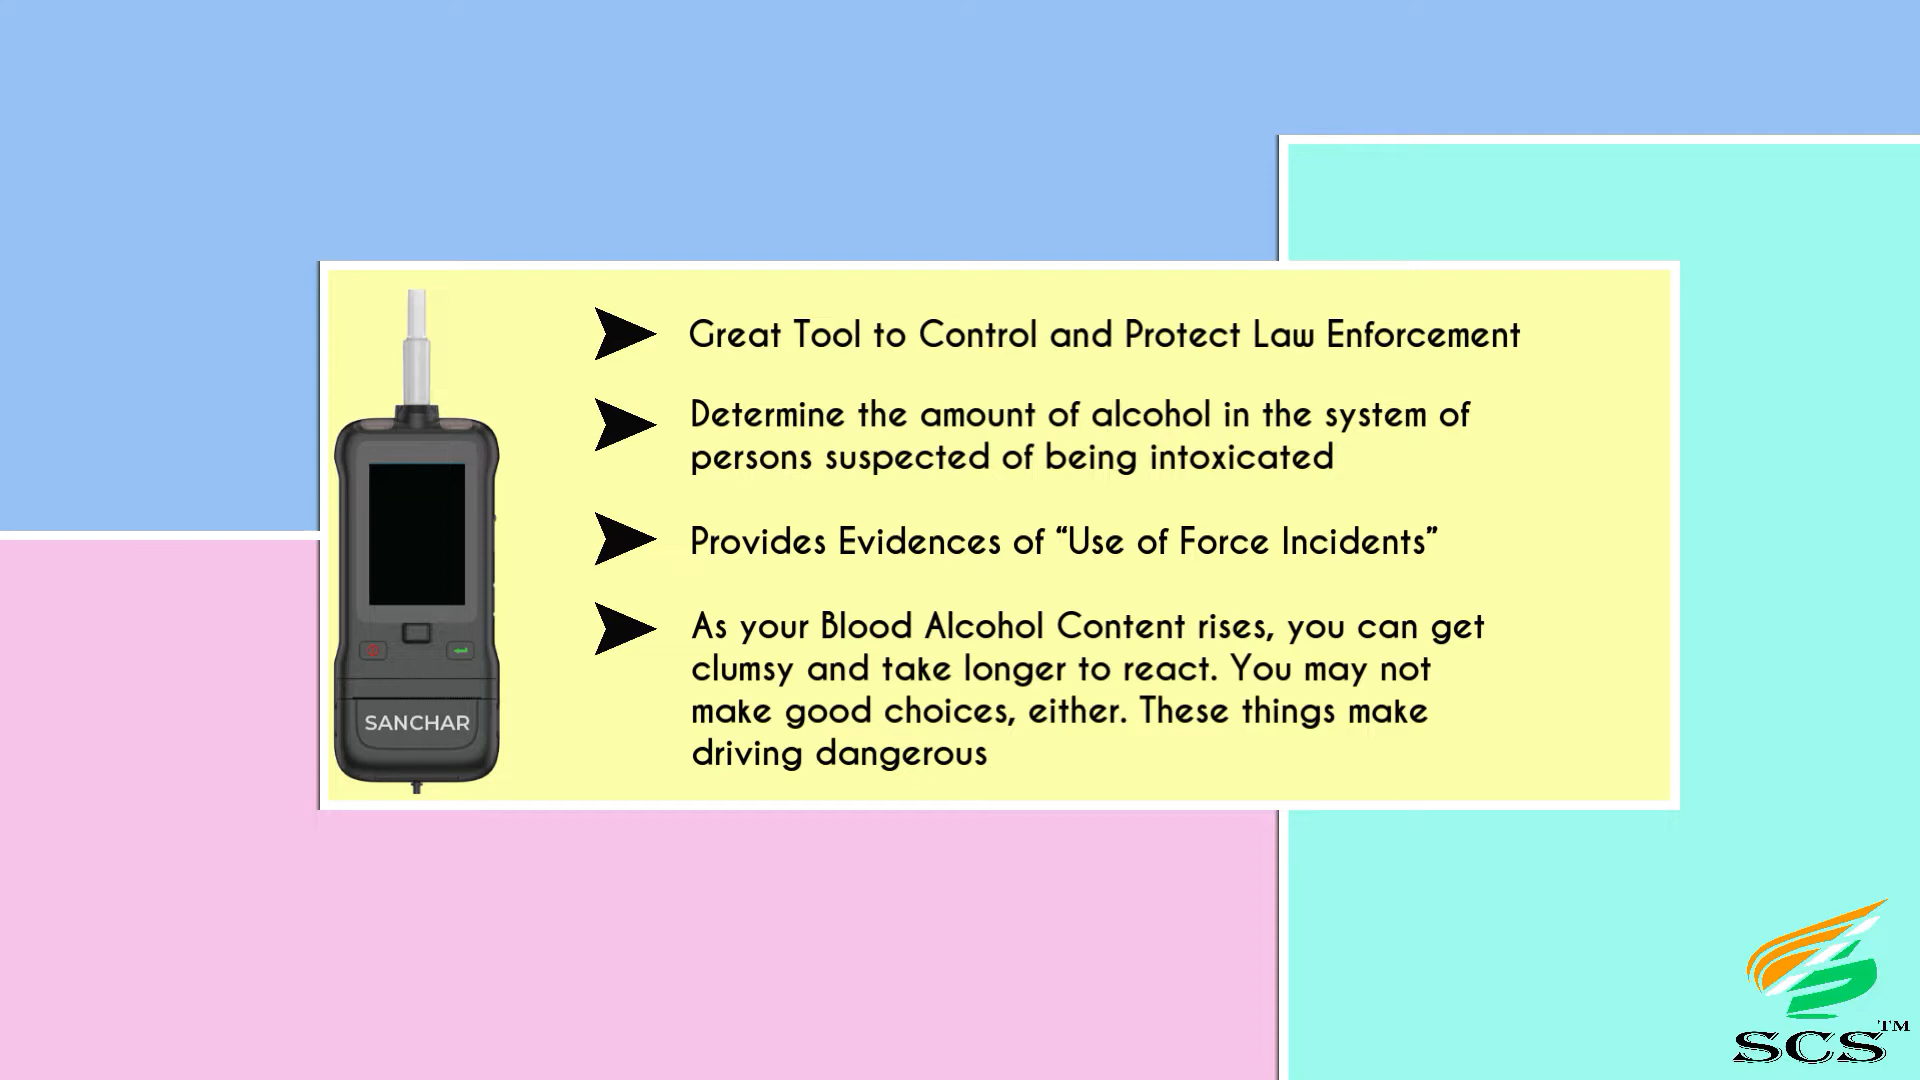 Great Tool to Control and Protect Law Enforcement
Determine the amount of alcohol in the system of
persons suspected of being intoxicated
Provides Evidences of “Use of Force Incidents”
As your Blood Alcohol Content rises, you can get
clumsy and take longer to react. You may not
make good choices, either. These things make
driving dangerous
SANCHAR
SCS™